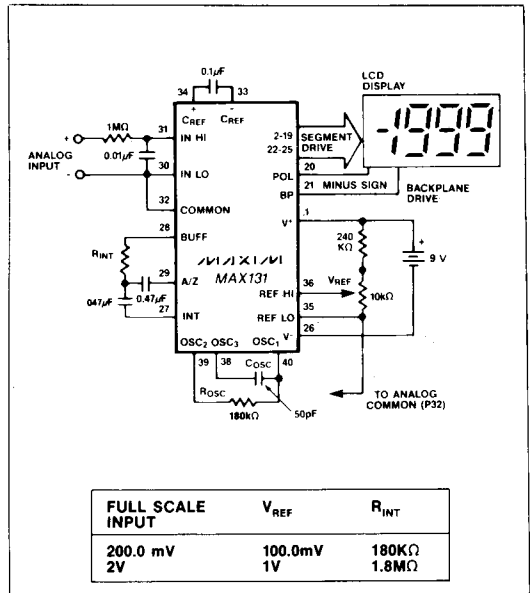 0.1µF
34 33
+ -
CREF CREF
LCD
DISPLAY
-1999
1MΩ
31
IN HI
+
ANALOG
INPUT
-
0.01µF
30
IN LO
32
COMMON
28
BUFF
RINT
29
A/Z
0.47µF
047µF
27
INT
MAXIM
MAX131
2-19
22-25
SEGMENT
DRIVE
20
POL
21 MINUS SIGN
BP
BACKPLANE
DRIVE
1
V+
240
KΩ
+
9 V
36
REF HI
VREF
10kΩ
35
REF LO
26
V-
OSC2 OSC3 OSC1
39 38 40
COSC
ROSC
180kΩ
50pF
TO ANALOG
COMMON (P32)
FULL SCALE INPUT VREF RINT
200.0 mV 100.0mV 180KΩ
2V 1V 1.8MΩ